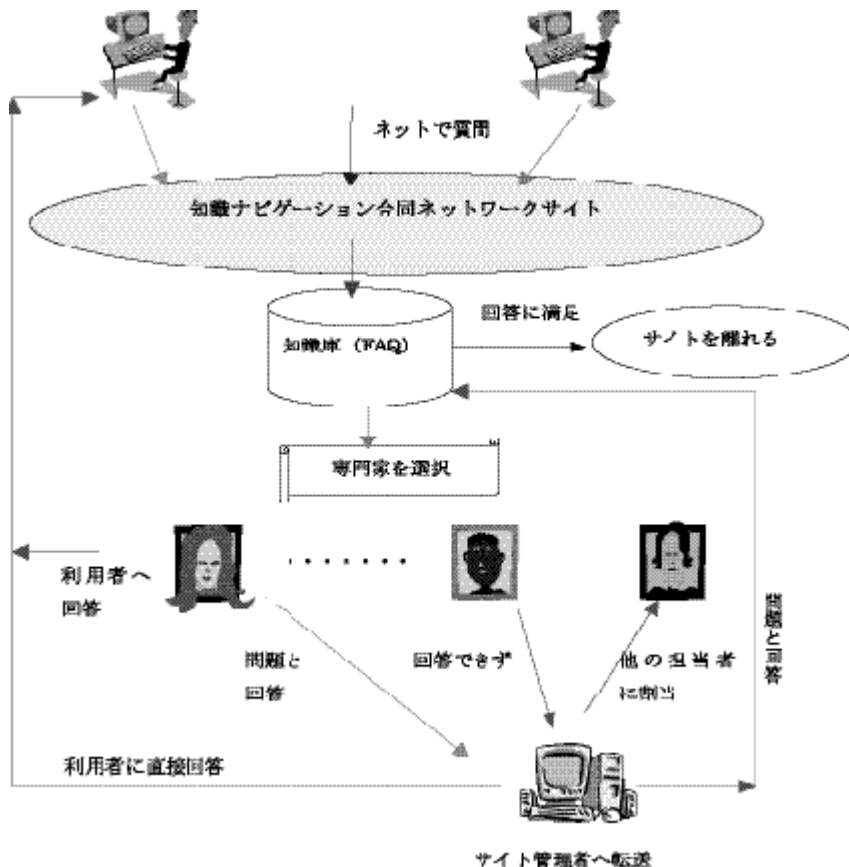 ネットで質問
知識ナビゲーション合同ネットワークサイト
回答に満足
知識庫（FAQ）
サイトを離れる
専門家を選択
利用者へ
回答
問題と
回答
回答できず
他の担当者
に割当
問題と回答
利用者に直接回答
サイト管理者へ転送